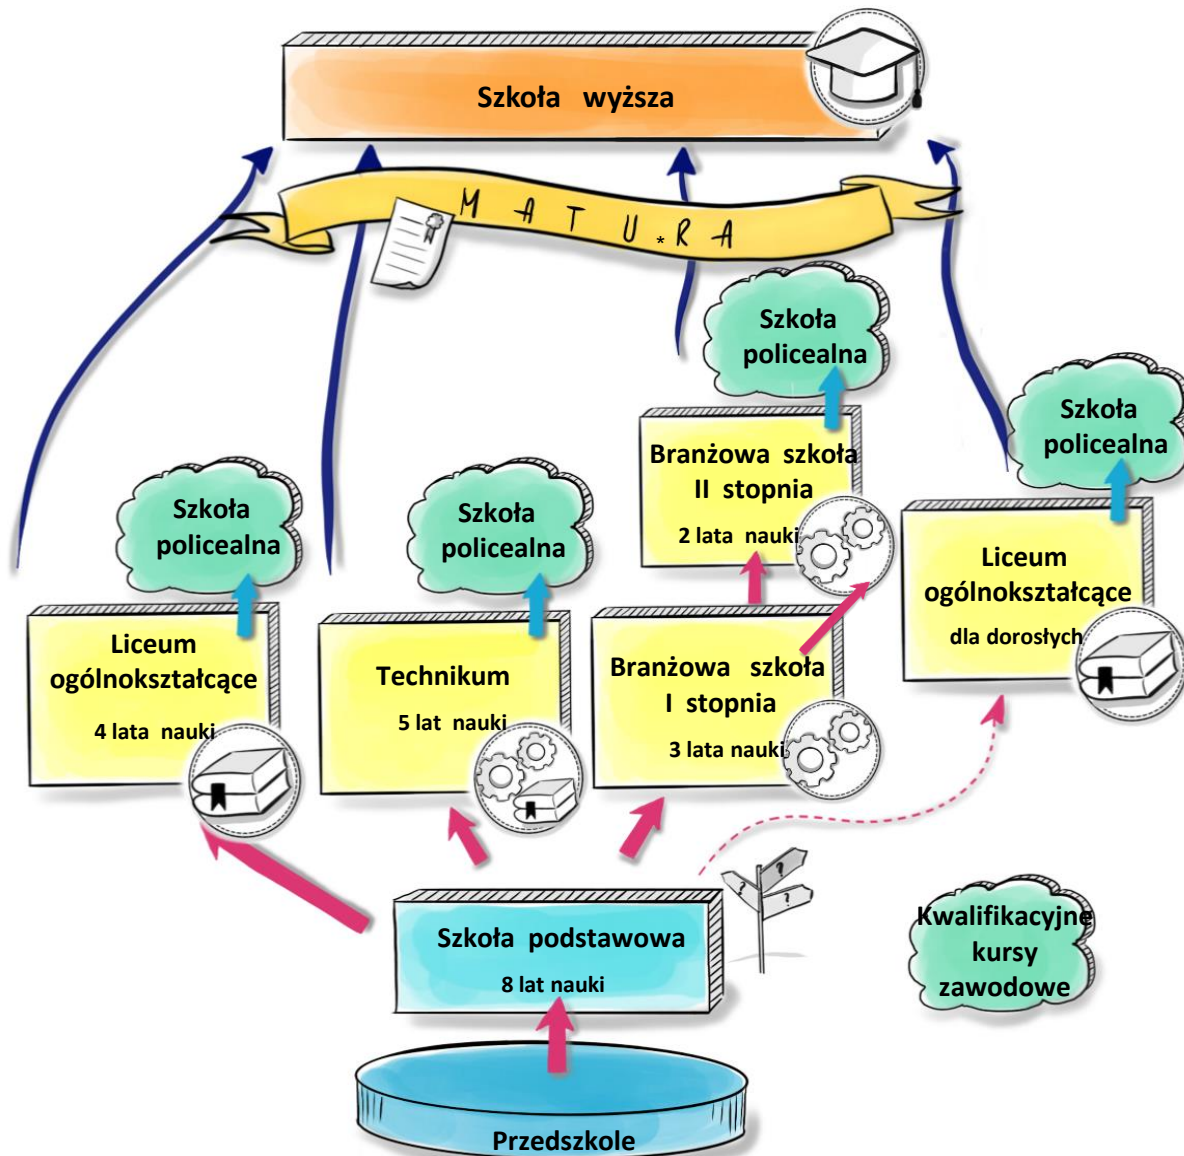 Szkoła wyższa
MATU*RA
Szkoła
policealna
Szkoła
policealna
Branżowa szkoła
II stopnia
2 lata nauki
Szkoła
policealna
Szkoła
policealna
Liceum
ogólnokształcące
dla dorosłych
Liceum
ogólnokształcące
4 lata nauki
Technikum
5 lat nauki
Branżowa szkoła
I stopnia
3 lata nauki
? ? ?
Szkoła podstawowa
8 lat nauki
Kwalifikacyjne
kursy
zawodowe
Przedszkole